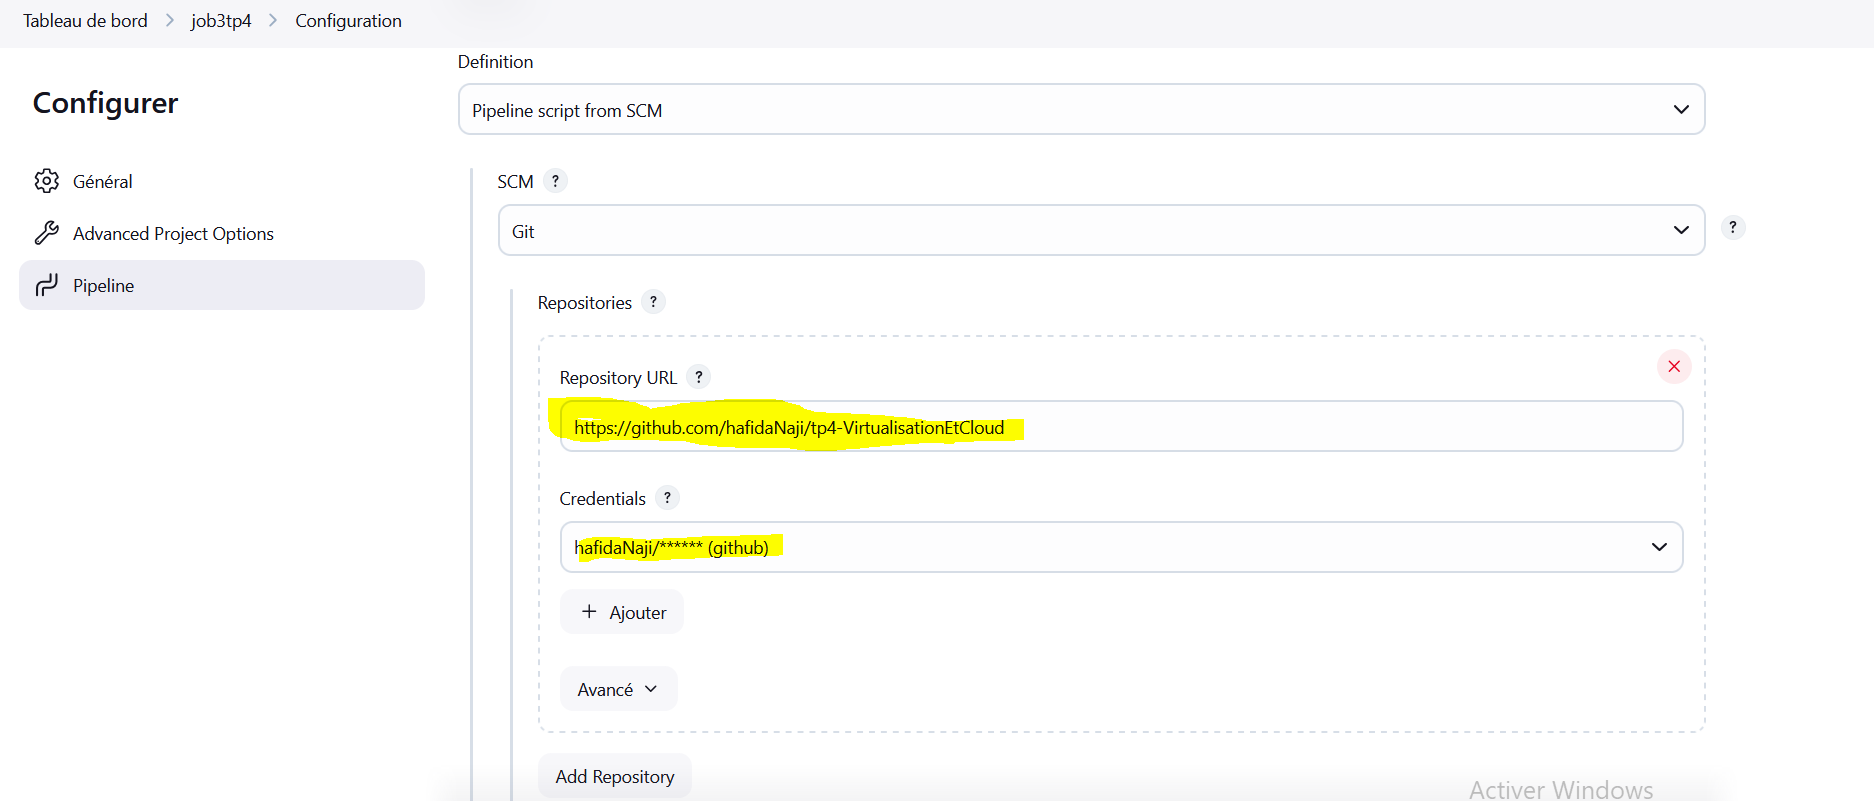 Tableau de bord > job3tp4 > Configuration
Configurer
Général
Advanced Project Options
Pipeline
Definition
Pipeline script from SCM
SCM ?
Git
?
Repositories ?
Repository URL ?
https://github.com/hafidaNaji/tp4-VirtualisationEtCloud
Credentials ?
hafidaNaji/****** (github)
+ Ajouter
Avancé
Add Repository
Activer Windows